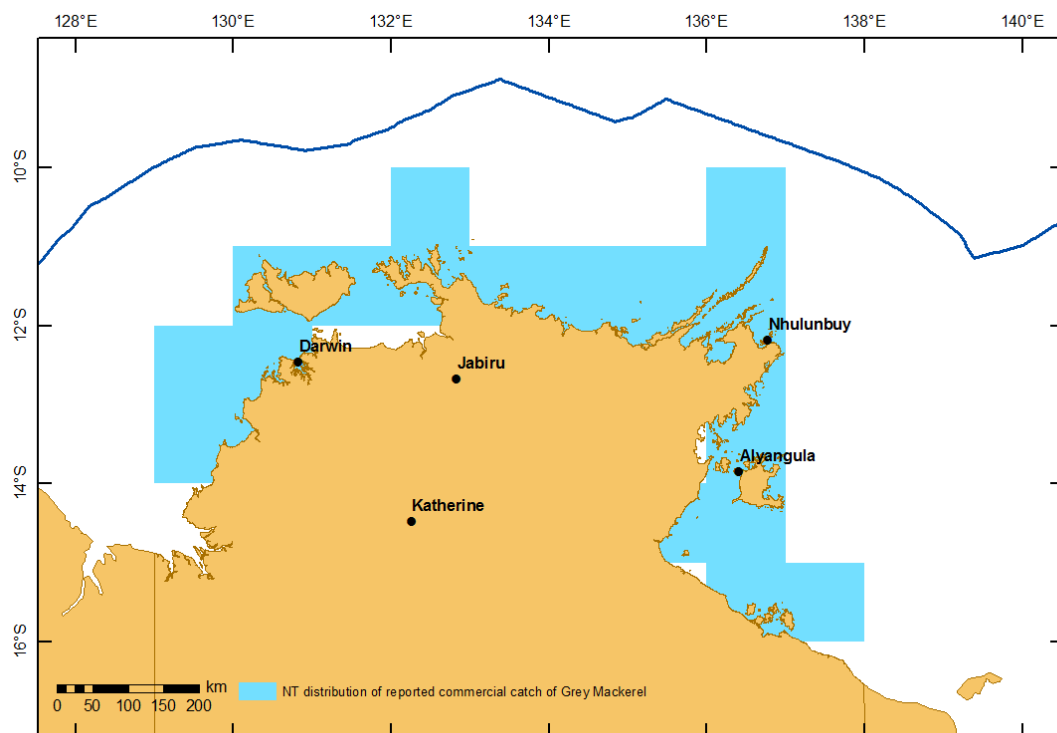 128°E 130°E 132°E 134°E 136°E 138°E 140°E
10°S
12°S
14°S
16°S
Nhulunbuy
Darwin
Jabiru
Alyangula
Katherine
km
0 50 100 150 200
NT distribution of reported commercial catch of Grey Mackerel